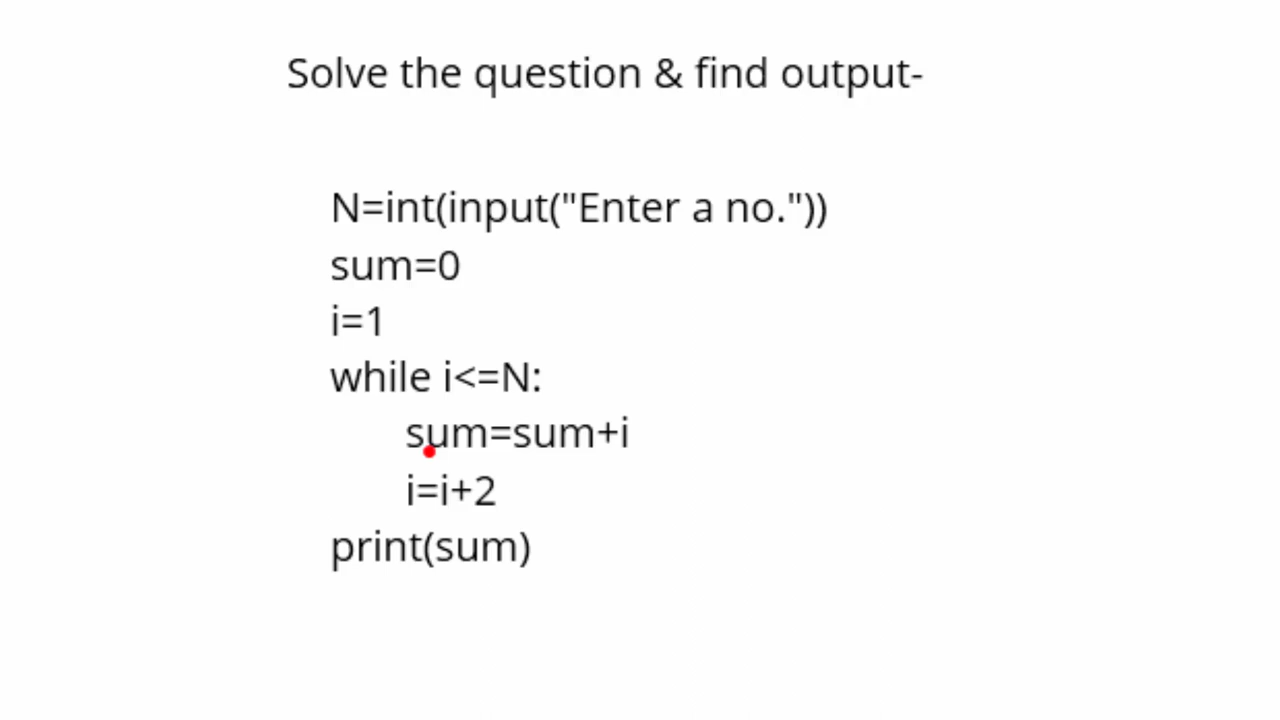 Solve the question & find output-
N=int(input("Enter a no."))
sum=0
i=1
while i<=N:
sum=sum+i
i=i+2
print(sum)